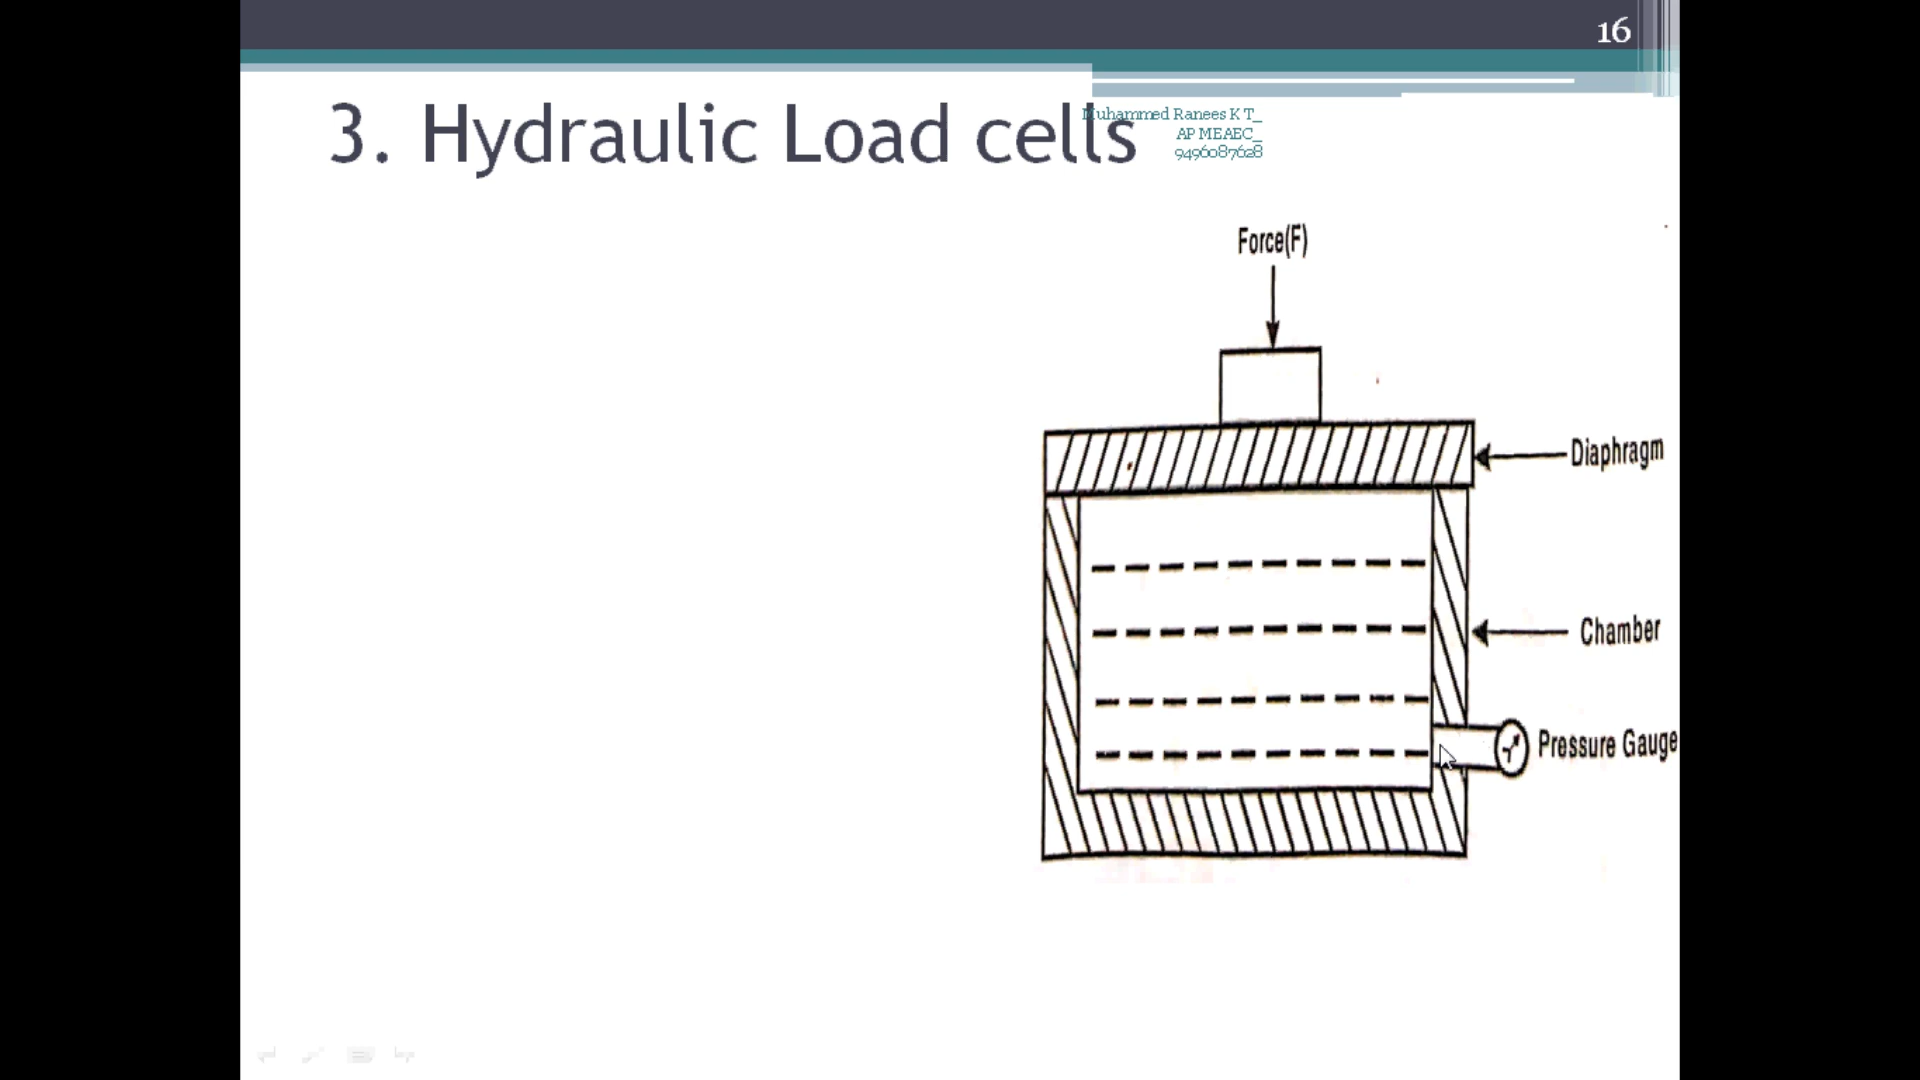 16
3. Hydraulic Load cells
Muhammed Ranees K T_
AP MEAEC_
9496087628
Force(F)
Diaphragm
Chamber
Pressure Gauge